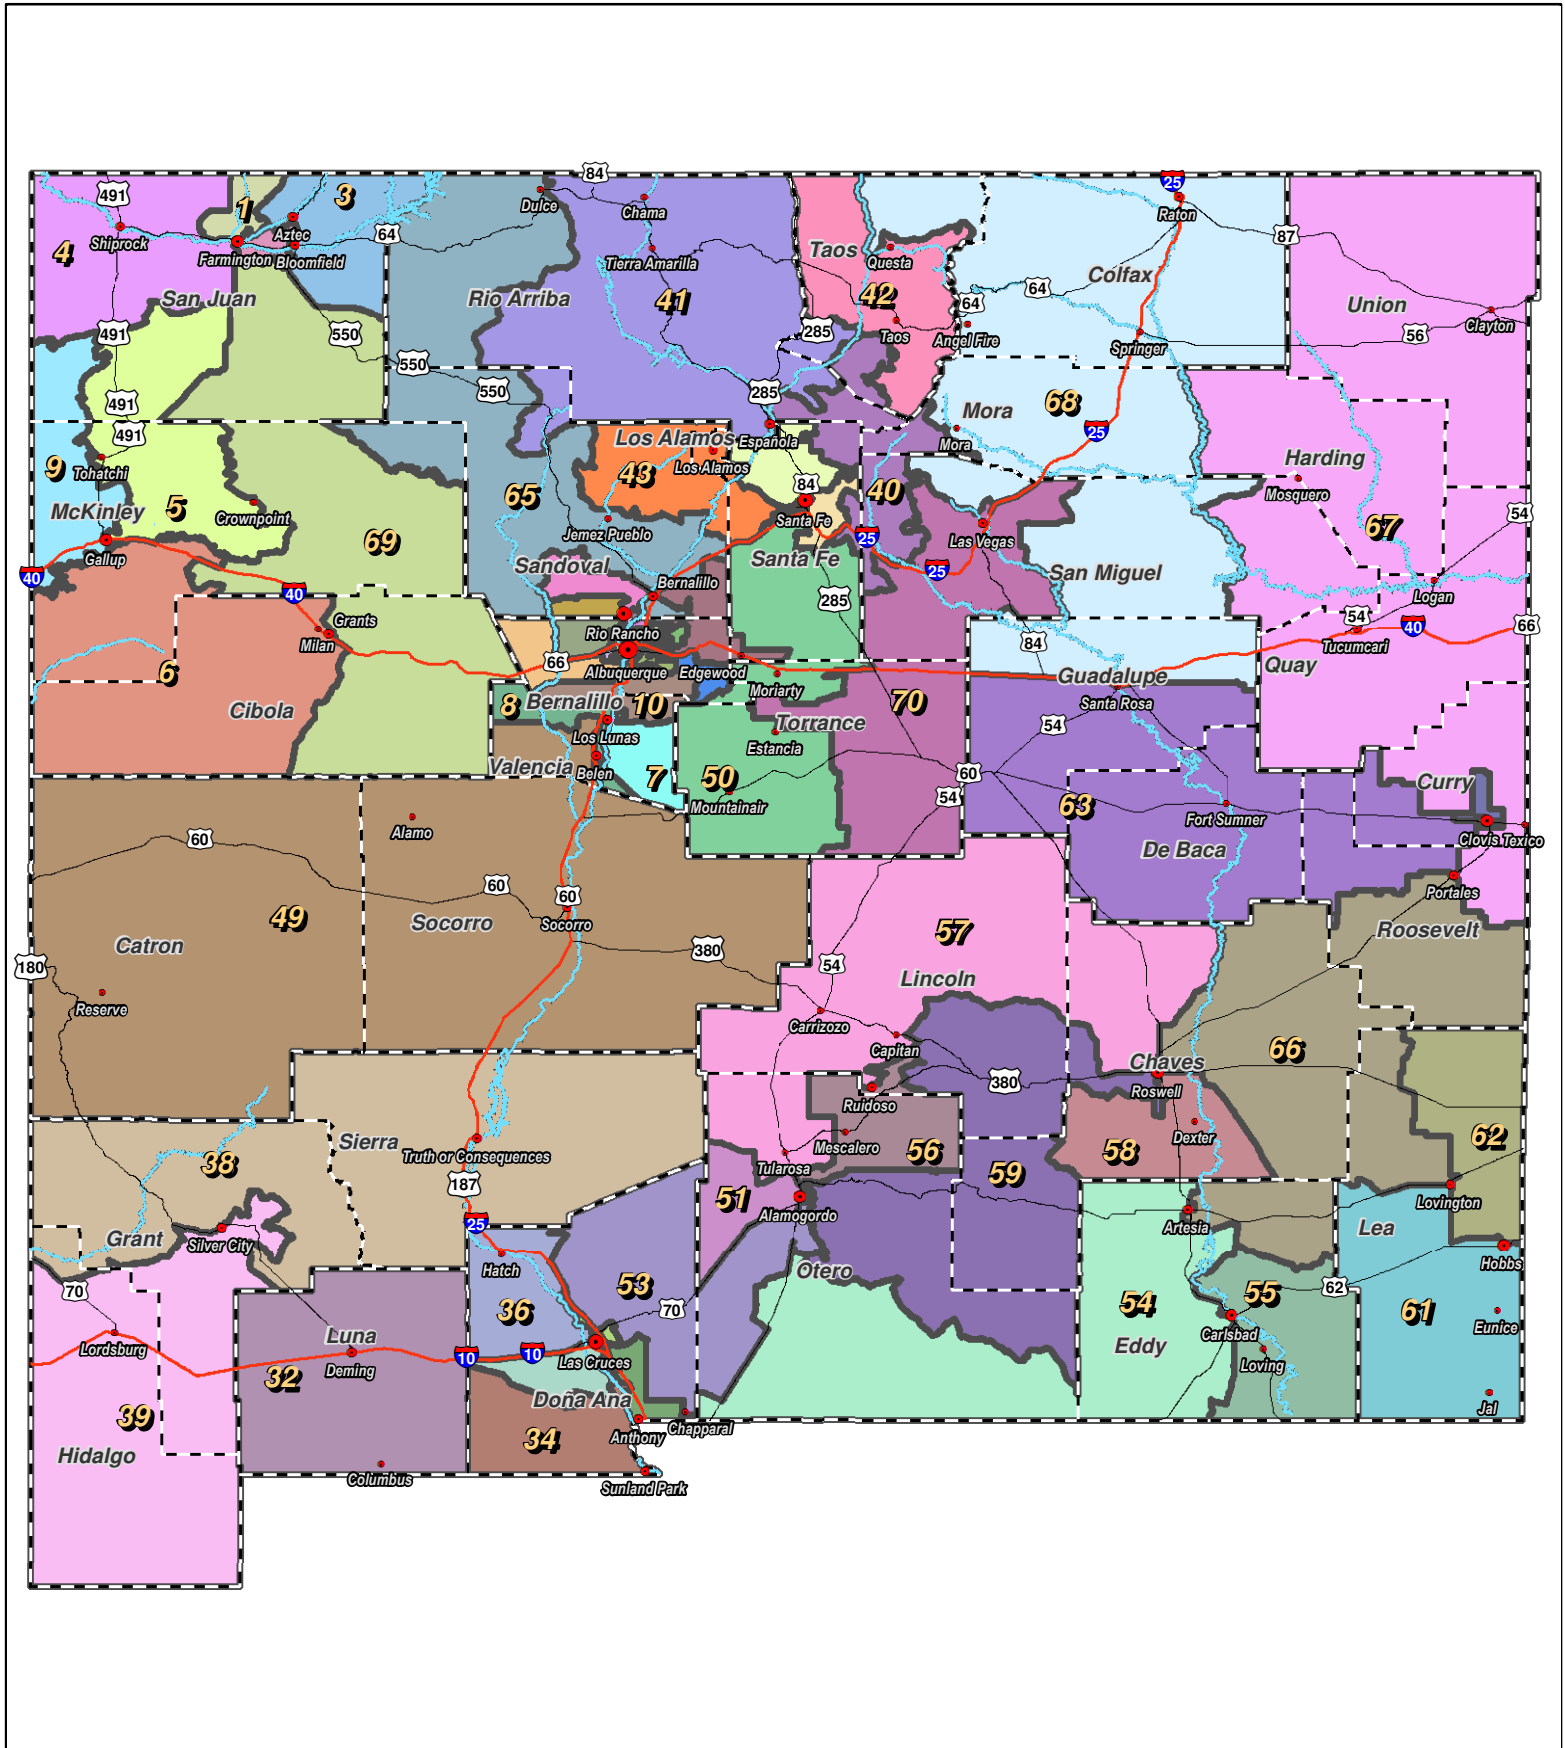 84
25
491
3
1
Dulce
Chama
Raton
Shiprock
Aztec
64
87
4
Farmington
Bloomfield
Tierra Amarilla
Taos
Questa
Colfax
San Juan
Rio Arriba
41
42
64
64
Union
Clayton
491
550
285
Taos
Angel Fire
Springer
56
550
550
285
491
Mora
68
491
Los Alamos
Española
Mora
25
9
Tohatchi
43
Los Alamos
84
40
Harding
Mosquero
McKinley
5
Crownpoint
65
Santa Fe
67
54
Gallup
69
Jemez Pueblo
25
Las Vegas
40
Sandoval
Santa Fe
25
San Miguel
40
Bernalillo
285
Logan
Grants
Rio Rancho
84
54
40
66
Milan
66
Albuquerque
Edgewood
Tucumcari
6
Moriarty
Guadalupe
Quay
Cibola
8
Bernalillo
10
70
Santa Rosa
Los Lunas
Torrance
54
Estancia
Valencia
Belen
7
50
60
Curry
Mountainair
54
63
Fort Sumner
Alamo
60
De Baca
Clovis
Texico
60
60
Portales
49
Socorro
Socorro
57
Roosevelt
Catron
380
54
Lincoln
180
Reserve
Carrizozo
Capitan
66
Chaves
380
Roswell
Ruidoso
Sierra
Mescalero
56
58
Dexter
62
38
Truth or Consequences
Tularosa
59
187
51
Lovington
Alamogordo
Artesia
Lea
25
Grant
Silver City
Hobbs
Hatch
Otero
70
36
53
54
55
62
61
70
Luna
Carlsbad
Eunice
Lordsburg
10
10
Las Cruces
Eddy
Loving
32
Deming
39
Doña Ana
Jal
34
Anthony
Chapparal
Hidalgo
Columbus
Sunland Park